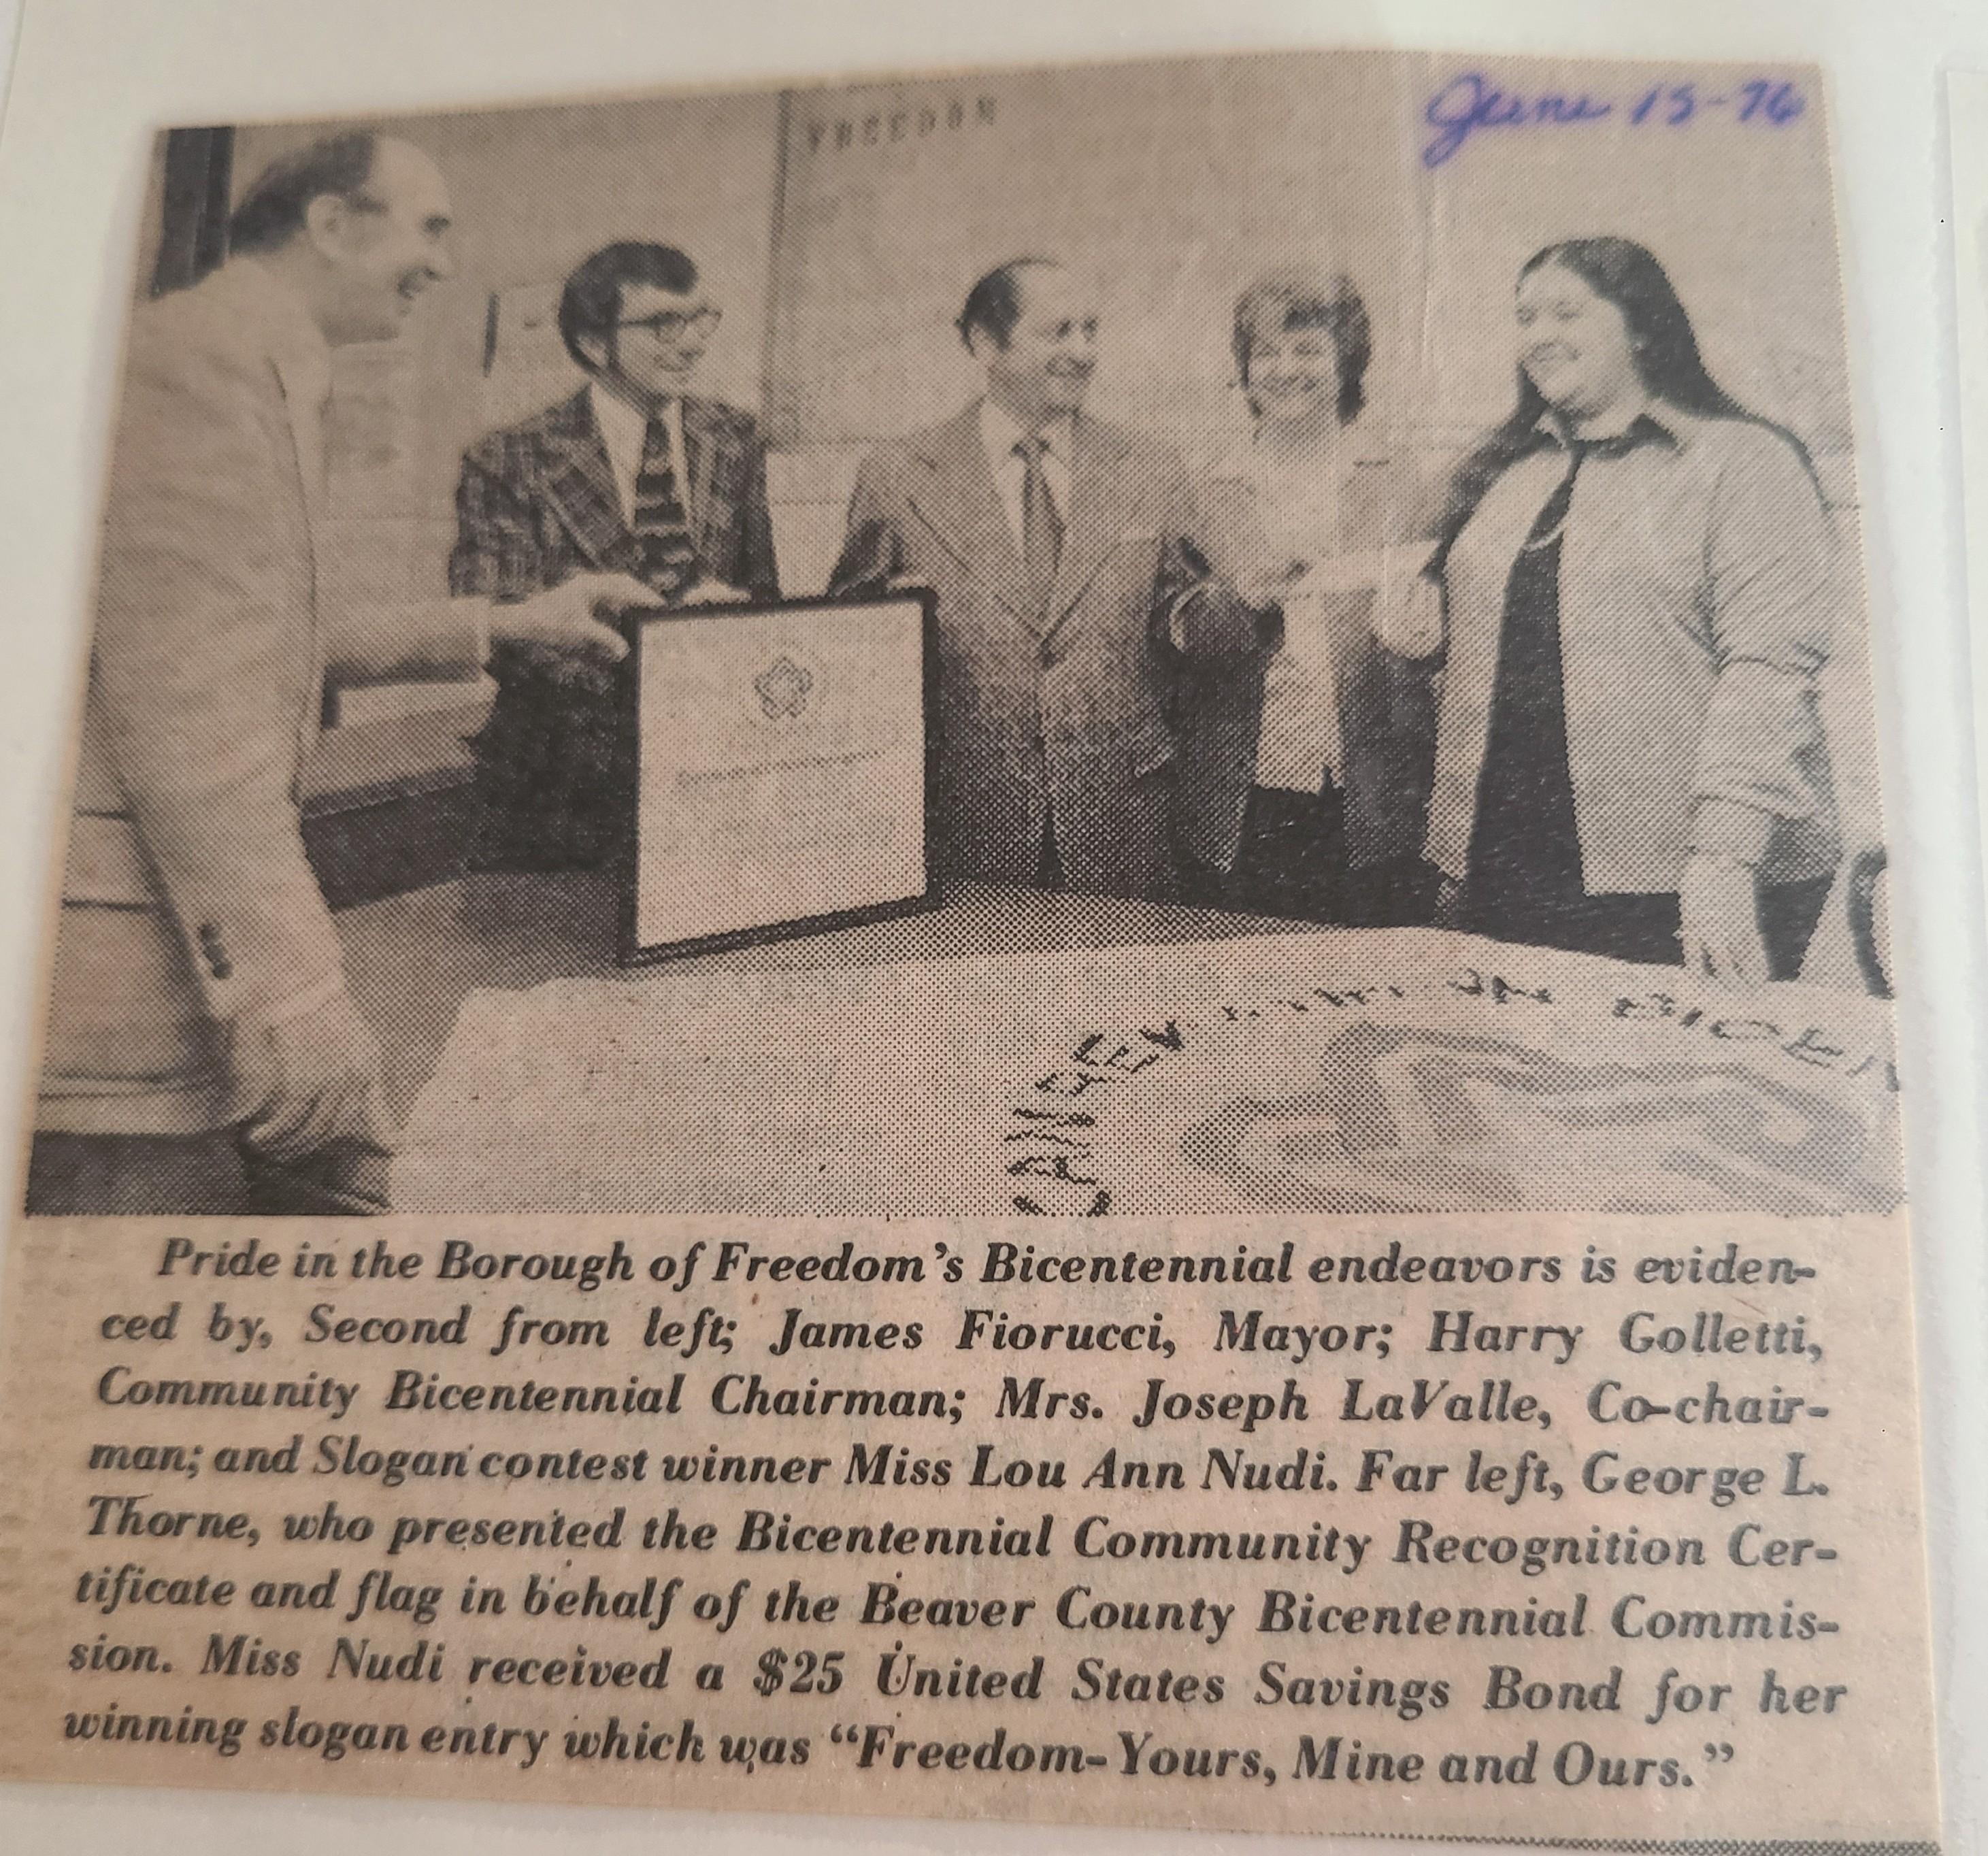 June 15-76
FREEDOM
Pride in the Borough of Freedom's Bicentennial endeavors is eviden-
ced by, Second from left; James Fiorucci, Mayor; Harry Golletti,
Community Bicentennial Chairman; Mrs. Joseph LaValle, Co-chair-
man; and Slogan contest winner Miss Lou Ann Nudi. Far left, George L.
Thorne, who presented the Bicentennial Community Recognition Cer-
tificate and flag in behalf of the Beaver County Bicentennial Commis-
sion. Miss Nudi received a $25 United States Savings Bond for her
winning slogan entry which was “Freedom-Yours, Mine and Ours.”